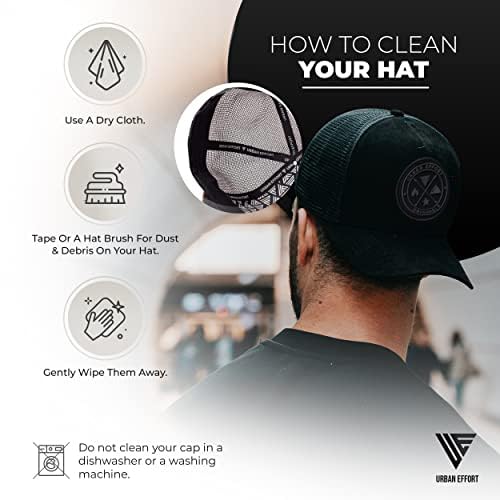 HOW TO CLEAN
YOUR HAT
Use A Dry Cloth.
Tape Or A Hat Brush For Dust
& Debris On Your Hat.
Gently Wipe Them Away.
Do not clean your cap in a
dishwasher or a washing
machine.
URBAN EFFORT